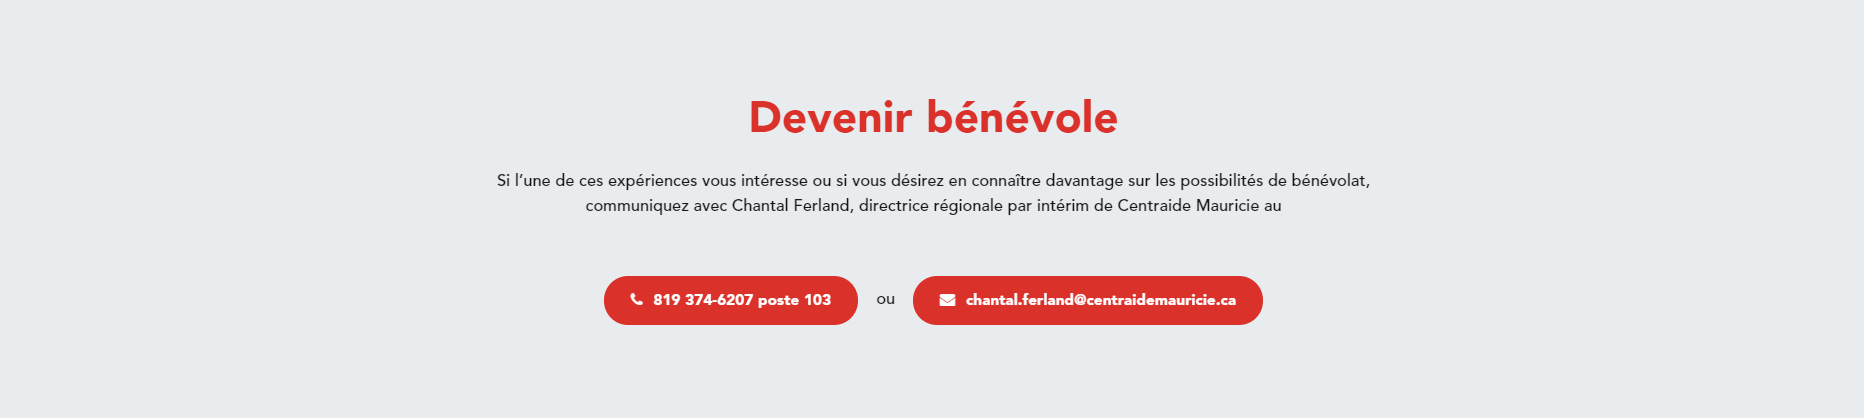 Devenir bénévole
Si l’une de ces expériences vous intéresse ou si vous désirez en connaître davantage sur les possibilités de bénévolat,
communiquez avec Chantal Ferland, directrice régionale par intérim de Centraide Mauricie au
819 374-6207 poste 103 ou chantal.ferland@centraidemauricie.ca